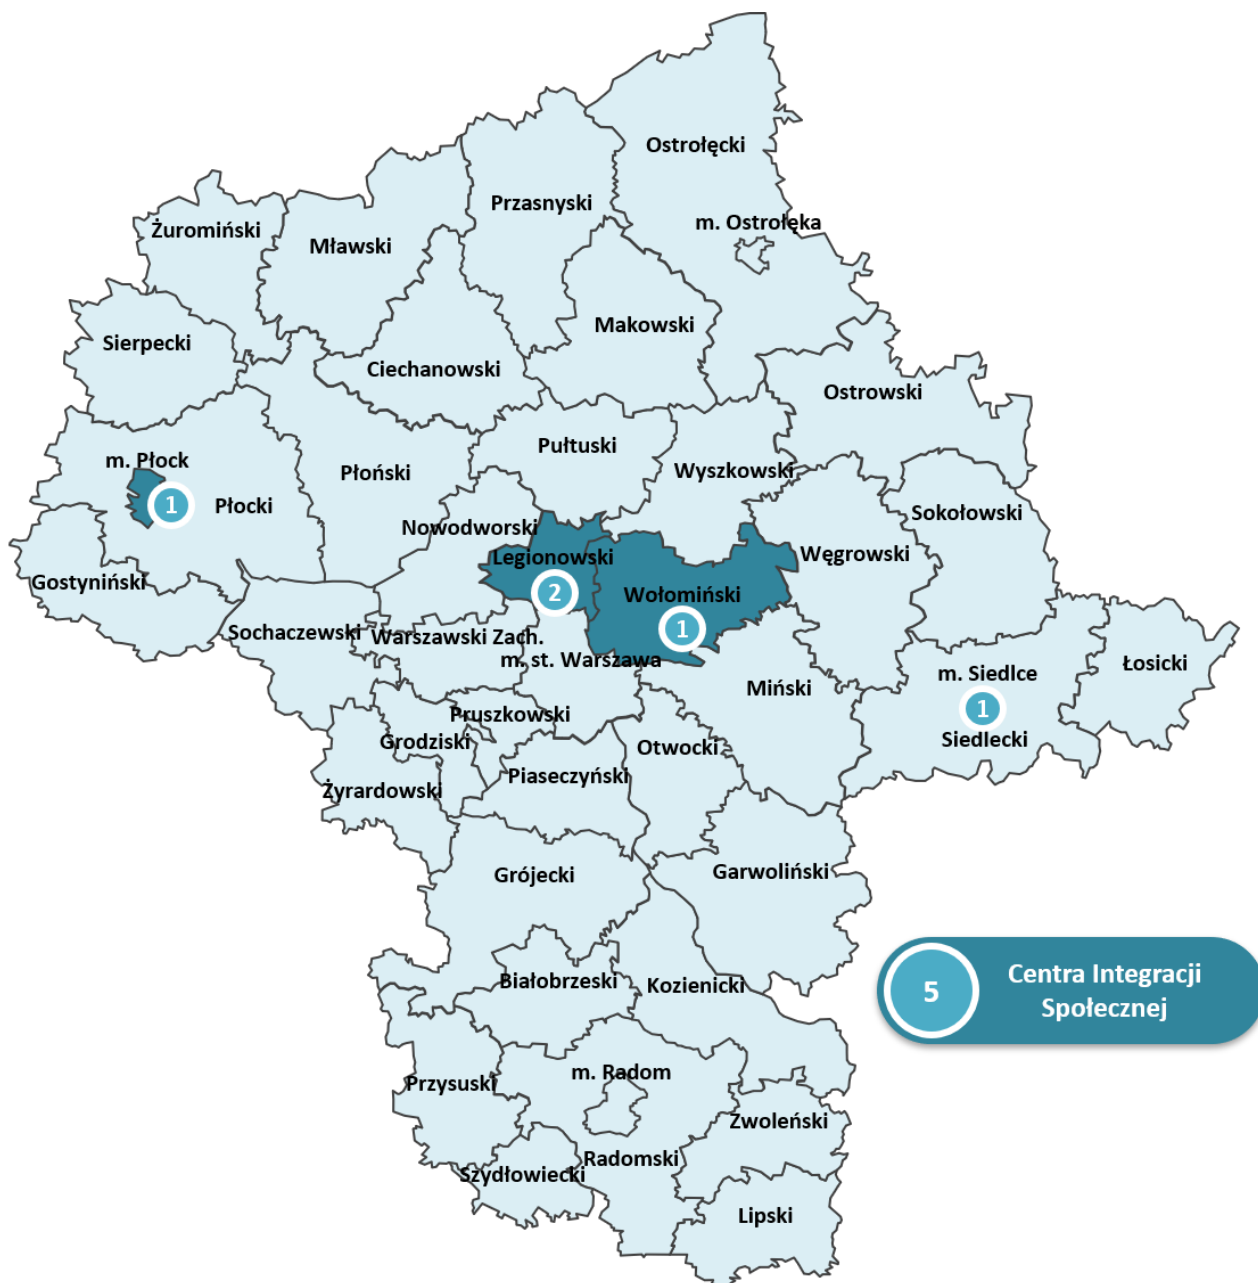 Ostrołęcki
Przasnyski
m. Ostrołęka
Żuromiński
Mławski
Makowski
Sierpecki
Ciechanowski
Ostrowski
Pułtuski
m. Płock
Płoński
Wyszkowski
1
Płocki
Sokołowski
Nowodworski
Legionowski
Węgrowski
Gostyniński
2
Wołomiński
1
Sochaczewski
Warszawski Zach.
m. st. Warszawa
Łosicki
m. Siedlce
1
Miński
Pruszkowski
Siedlecki
Grodziski
Otwocki
Piaseczyński
Żyrardowski
Grójecki
Garwoliński
Białobrzeski
Kozienicki
5
Centra Integracji
Społecznej
m. Radom
Przysuski
Zwoleński
Radomski
Szydłowiecki
Lipski